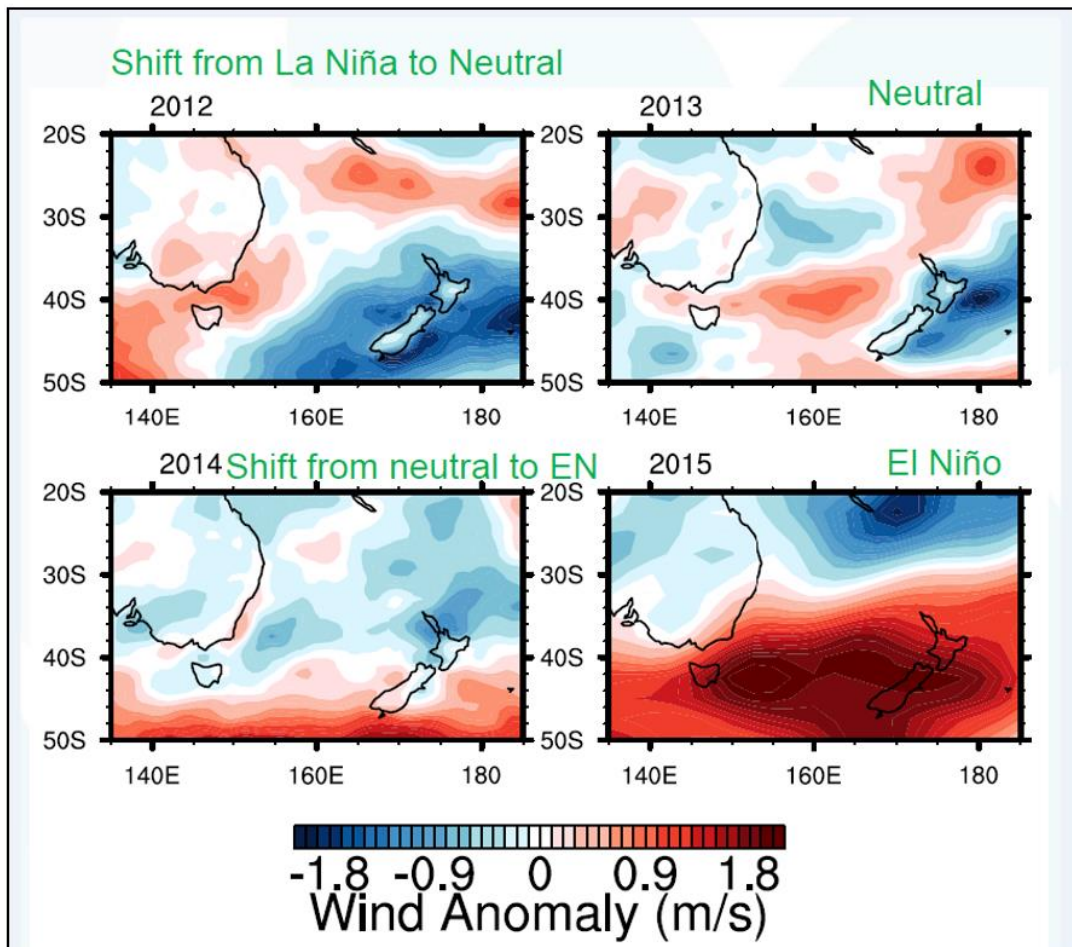 Shift from La Niña to Neutral
2012
2013
Neutral
20S
30S
40S
50S
140E 160E 180
20S
30S
40S
50S
140E 160E 180
2014 Shift from neutral to EN
2015
El Niño
20S
30S
40S
50S
140E 160E 180
20S
30S
40S
50S
140E 160E 180
-1.8 -0.9 0 0.9 1.8
Wind Anomaly (m/s)